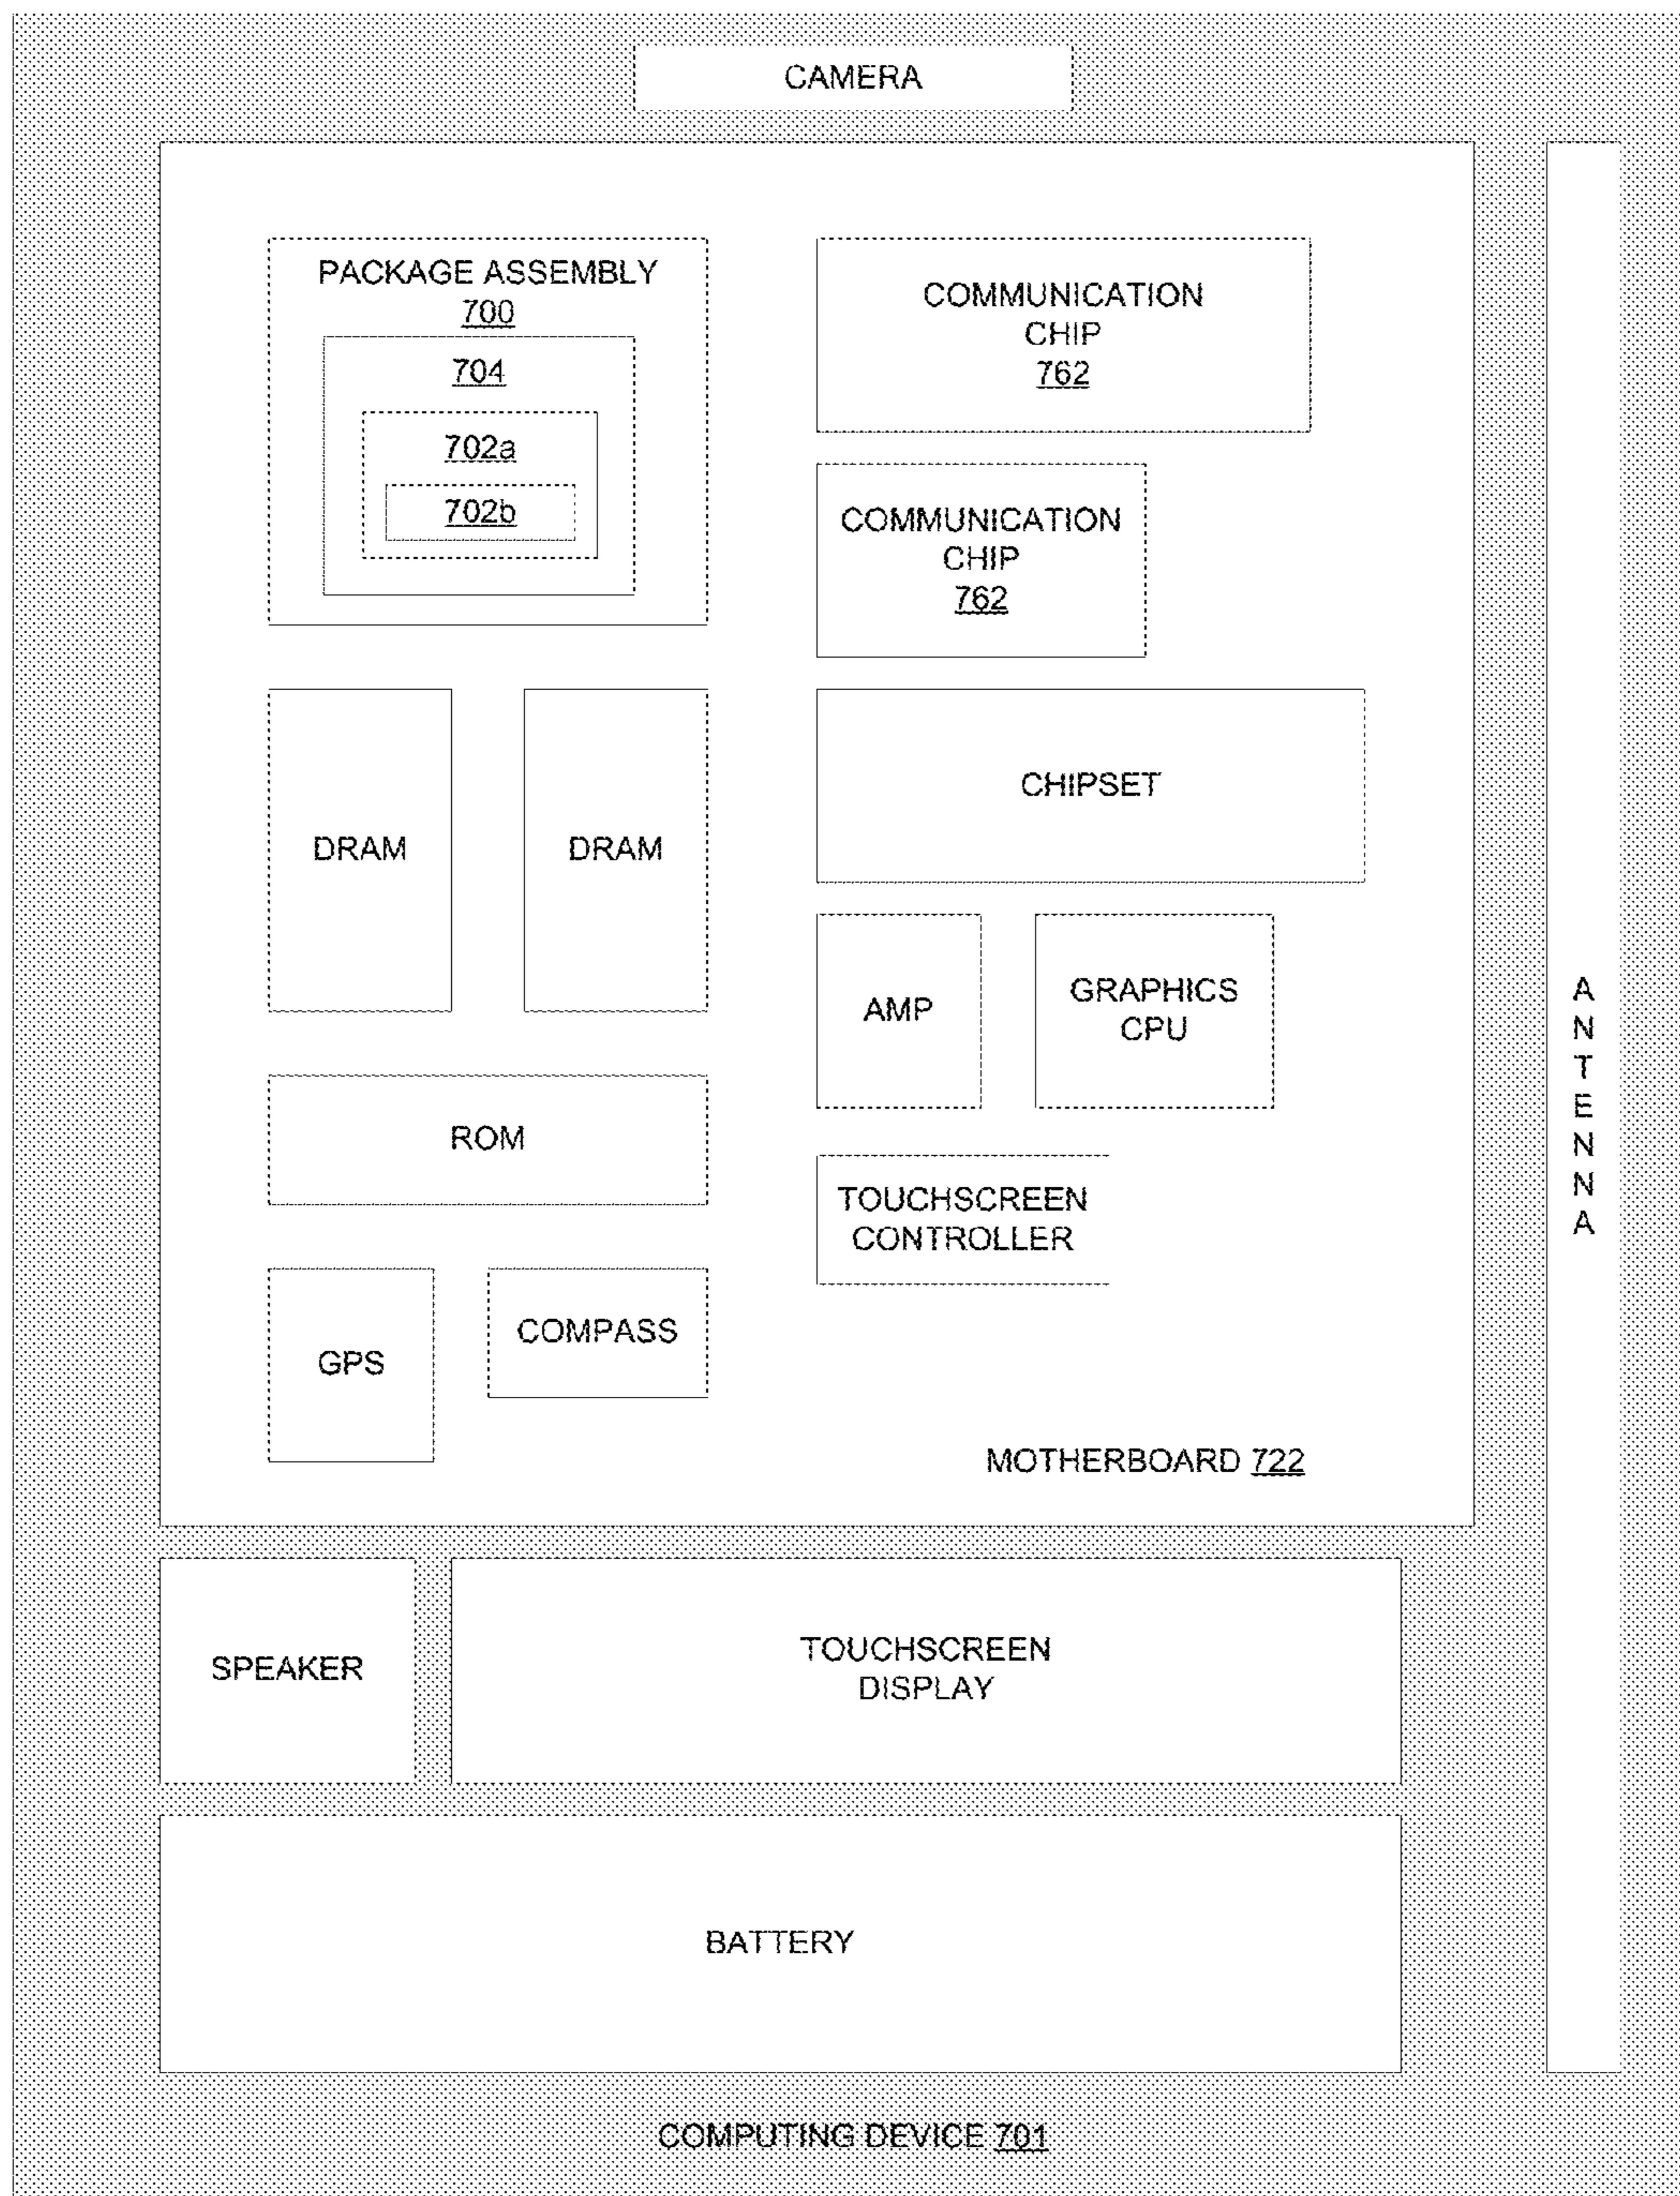 CAMERA
PACKAGE ASSEMBLY
700
704
702a
702b
COMMUNICATION
CHIP
762
COMMUNICATION
CHIP
762
DRAM
DRAM
CHIPSET
AMP
GRAPHICS
CPU
ROM
TOUCHSCREEN
CONTROLLER
GPS
COMPASS
MOTHERBOARD 722
A
N
T
E
N
N
A
SPEAKER
TOUCHSCREEN
DISPLAY
BATTERY
COMPUTING DEVICE 701